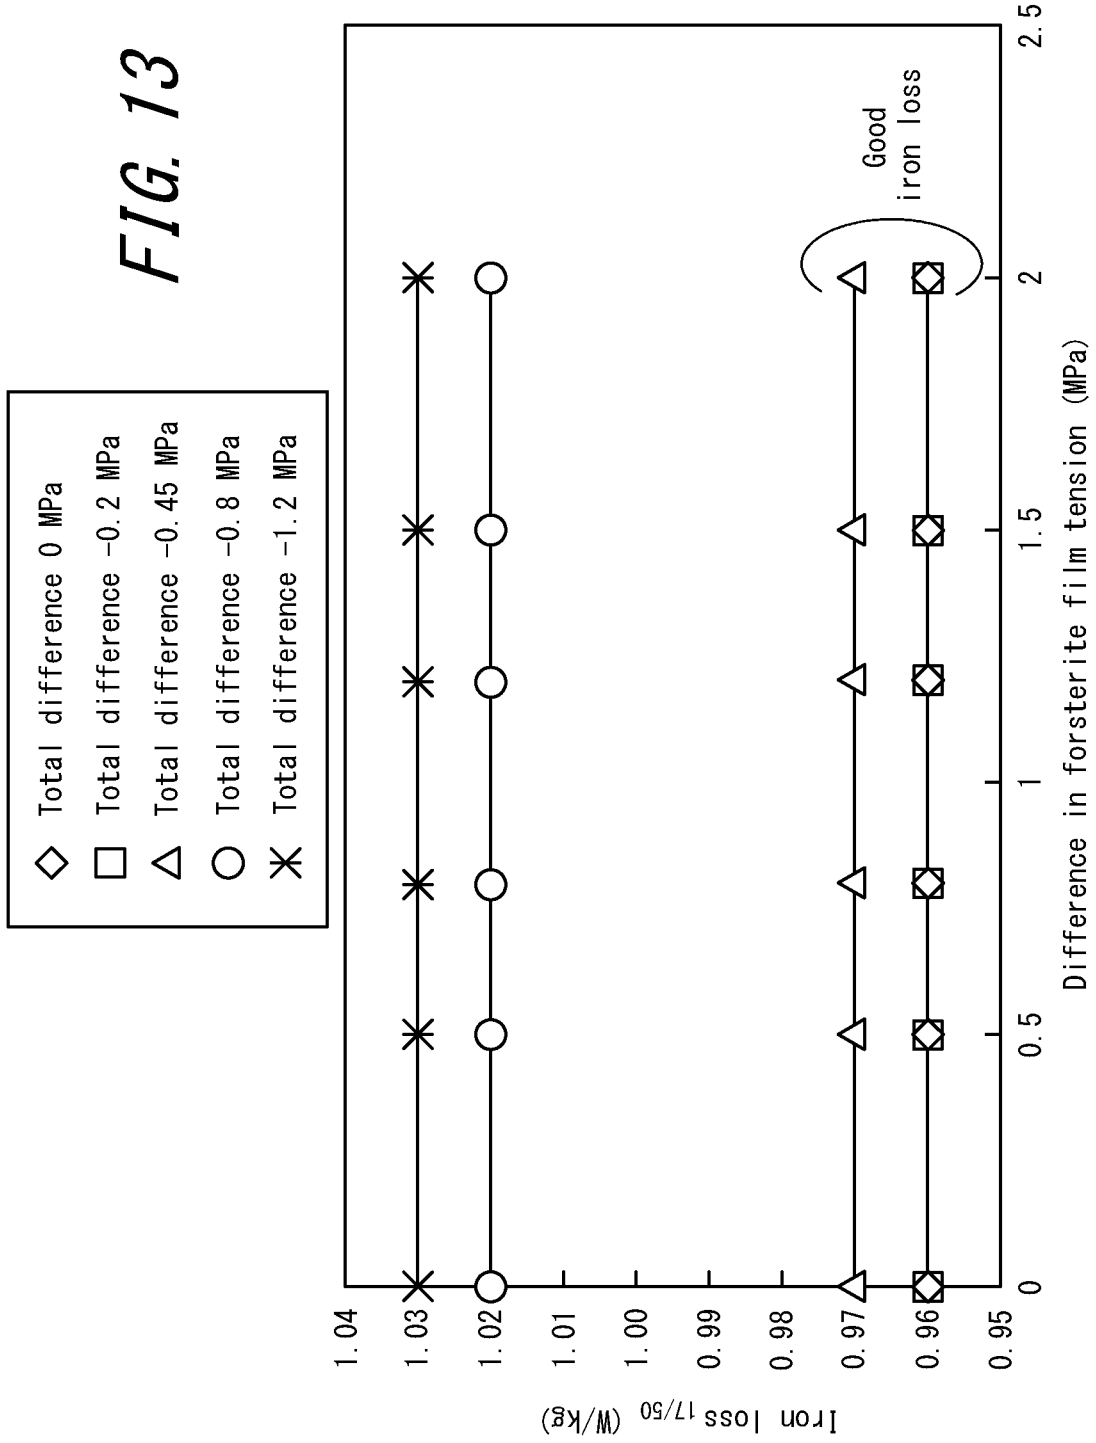 FIG. 13
Total difference 0 MPa
Total difference -0.2 MPa
Total difference -0.45 MPa
Total difference -0.8 MPa
Total difference -1.2 MPa
1.04
1.03
1.02
1.01
1.00
0.99
0.98
0.97
0.96
0.95
Iron loss 17/50 (W/kg)
Good
iron loss
0
0.5
1
1.5
2
2.5
Difference in forsterite film tension (MPa)